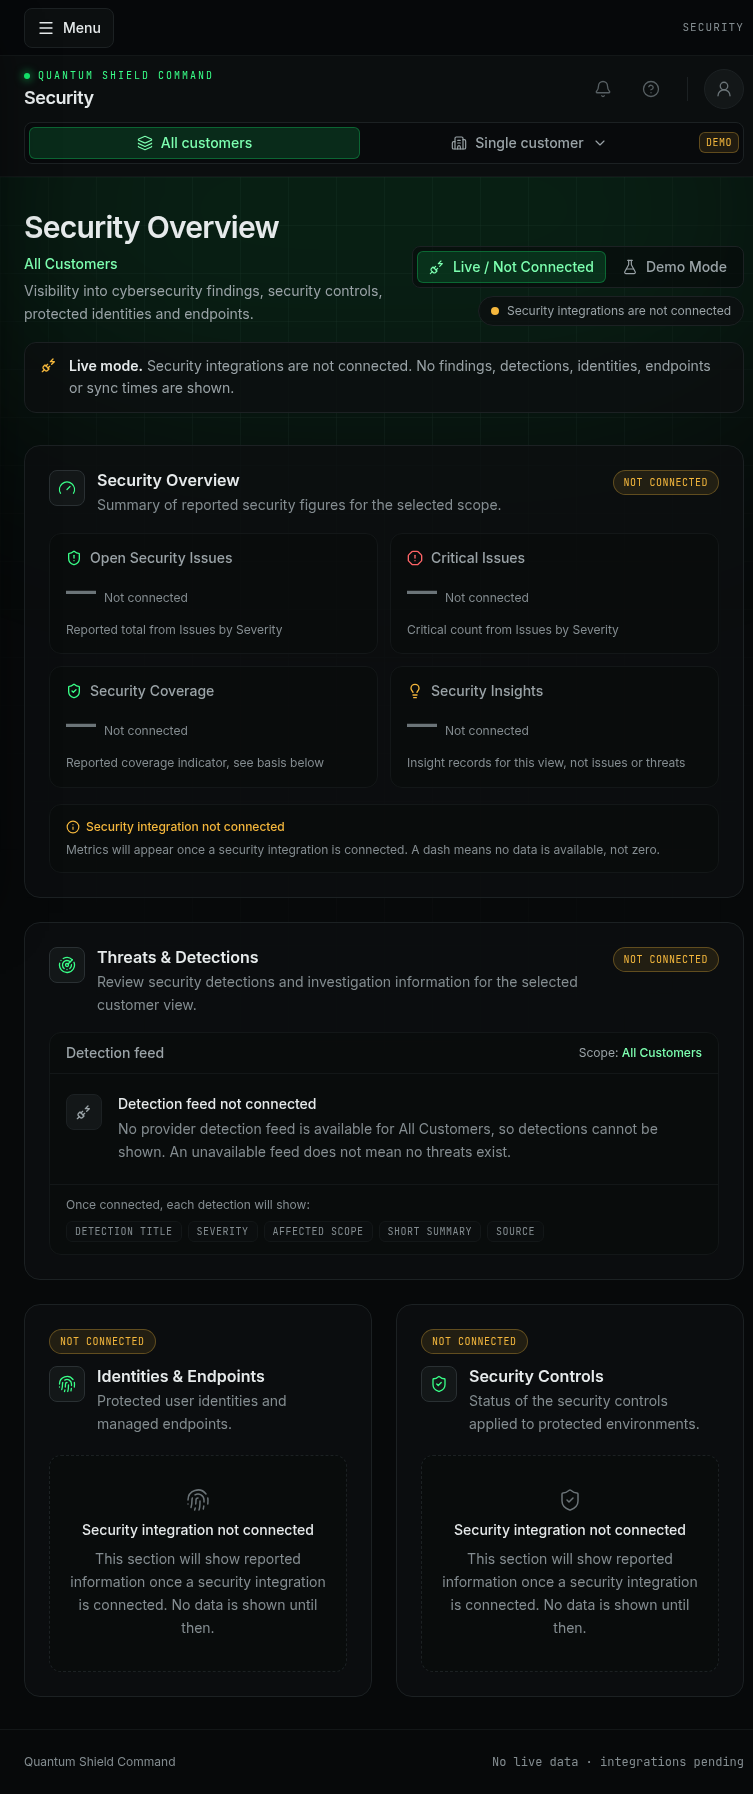 Menu
SECURITY
QUANTUM SHIELD COMMAND
Security
All customers
Single customer
DEMO
Security Overview
All Customers
Visibility into cybersecurity findings, security controls,
protected identities and endpoints.
Live / Not Connected
Demo Mode
Security integrations are not connected
Live mode. Security integrations are not connected. No findings, detections, identities, endpoints
or sync times are shown.
Security Overview
Summary of reported security figures for the selected scope.
NOT CONNECTED
Open Security Issues
— Not connected
Reported total from Issues by Severity
Critical Issues
— Not connected
Critical count from Issues by Severity
Security Coverage
— Not connected
Reported coverage indicator, see basis below
Security Insights
— Not connected
Insight records for this view, not issues or threats
Security integration not connected
Metrics will appear once a security integration is connected. A dash means no data is available, not zero.
Threats & Detections
Review security detections and investigation information for the selected
customer view.
NOT CONNECTED
Detection feed
Scope: All Customers
Detection feed not connected
No provider detection feed is available for All Customers, so detections cannot be
shown. An unavailable feed does not mean no threats exist.
Once connected, each detection will show:
DETECTION TITLE
SEVERITY
AFFECTED SCOPE
SHORT SUMMARY
SOURCE
NOT CONNECTED
Identities & Endpoints
Protected user identities and
managed endpoints.
Security integration not connected
This section will show reported
information once a security integration
is connected. No data is shown until
then.
NOT CONNECTED
Security Controls
Status of the security controls
applied to protected environments.
Security integration not connected
This section will show reported
information once a security integration
is connected. No data is shown until
then.
Quantum Shield Command
No live data · integrations pending